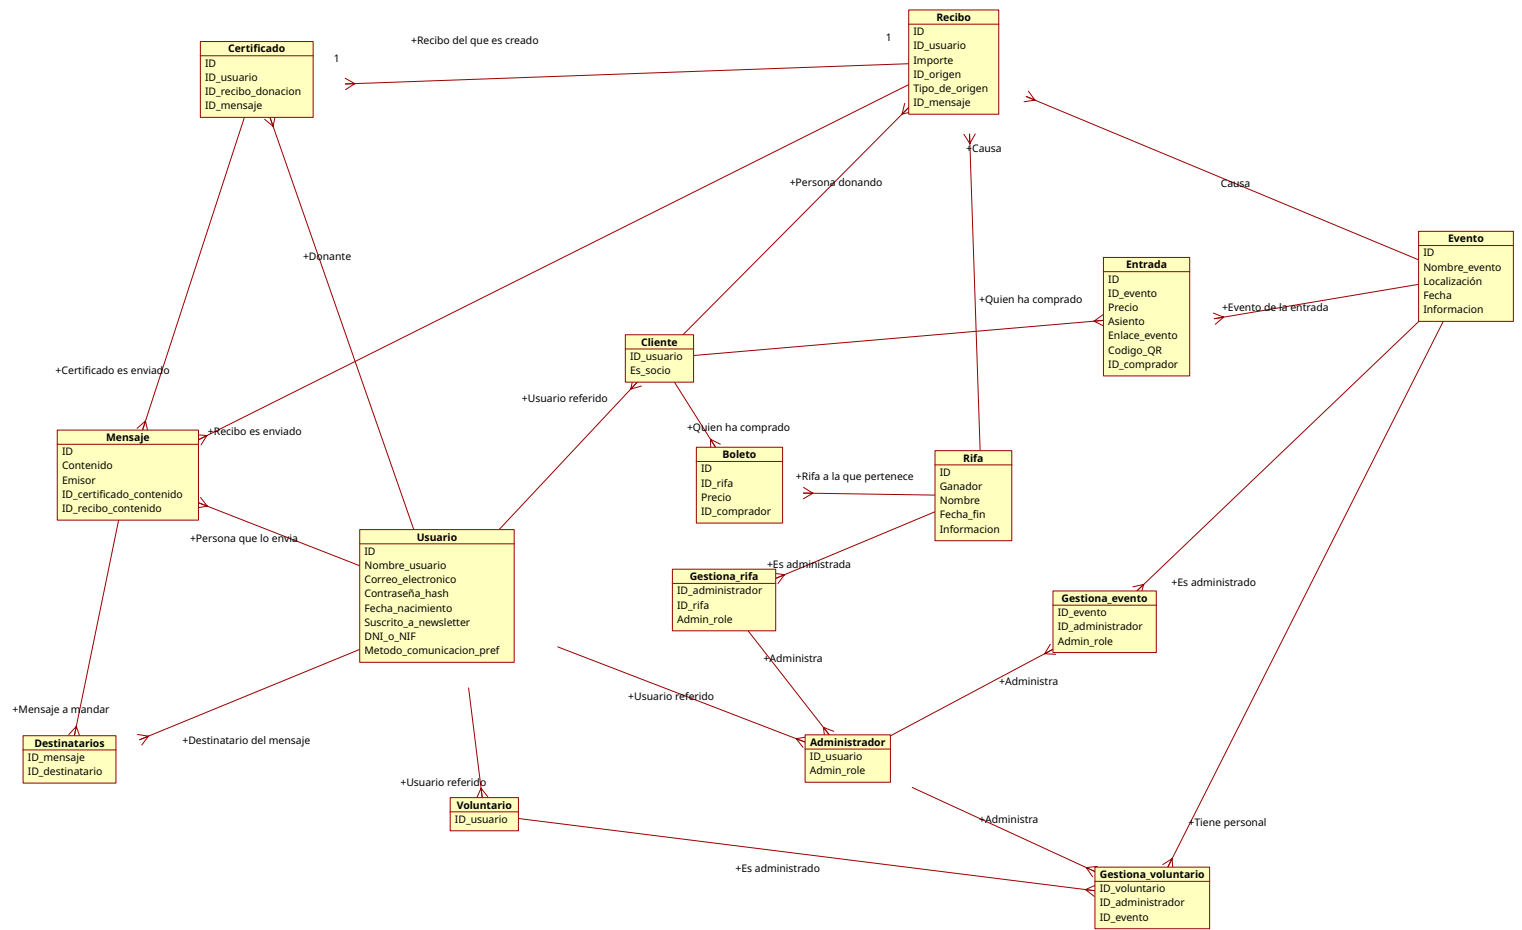 Recibo
ID
ID_usuario
Importe
ID_origen
Tipo_de_origen
ID_mensaje
+Recibo del que es creado
1
1
Certificado
ID
ID_usuario
ID_recibo_donacion
ID_mensaje
+Causa
+Persona donando
Causa
+Donante
Evento
ID
Nombre_evento
Localización
Fecha
Informacion
Entrada
ID
ID_evento
Precio
Asiento
Enlace_evento
Codigo_QR
ID_comprador
+Quien ha comprado
+Evento de la entrada
Cliente
ID_usuario
Es_socio
+Certificado es enviado
+Usuario referido
+Recibo es enviado
+Quien ha comprado
Mensaje
ID
Contenido
Emisor
ID_certificado_contenido
ID_recibo_contenido
Boleto
ID
ID_rifa
Precio
ID_comprador
+Rifa a la que pertenece
Rifa
ID
Ganador
Nombre
Fecha_fin
Informacion
+Persona que lo envia
Usuario
ID
Nombre_usuario
Correo_electronico
Contraseña_hash
Fecha_nacimiento
Suscrito_a_newsletter
DNI_o_NIF
Metodo_comunicacion_pref
+Es administrada
Gestiona_rifa
ID_administrador
ID_rifa
Admin_role
+Es administrado
Gestiona_evento
ID_evento
ID_administrador
Admin_role
+Administra
+Administra
+Usuario referido
+Mensaje a mandar
+Destinatario del mensaje
Destinatarios
ID_mensaje
ID_destinatario
Administrador
ID_usuario
Admin_role
+Usuario referido
Voluntario
ID_usuario
+Administra
+Tiene personal
+Es administrado
Gestiona_voluntario
ID_voluntario
ID_administrador
ID_evento